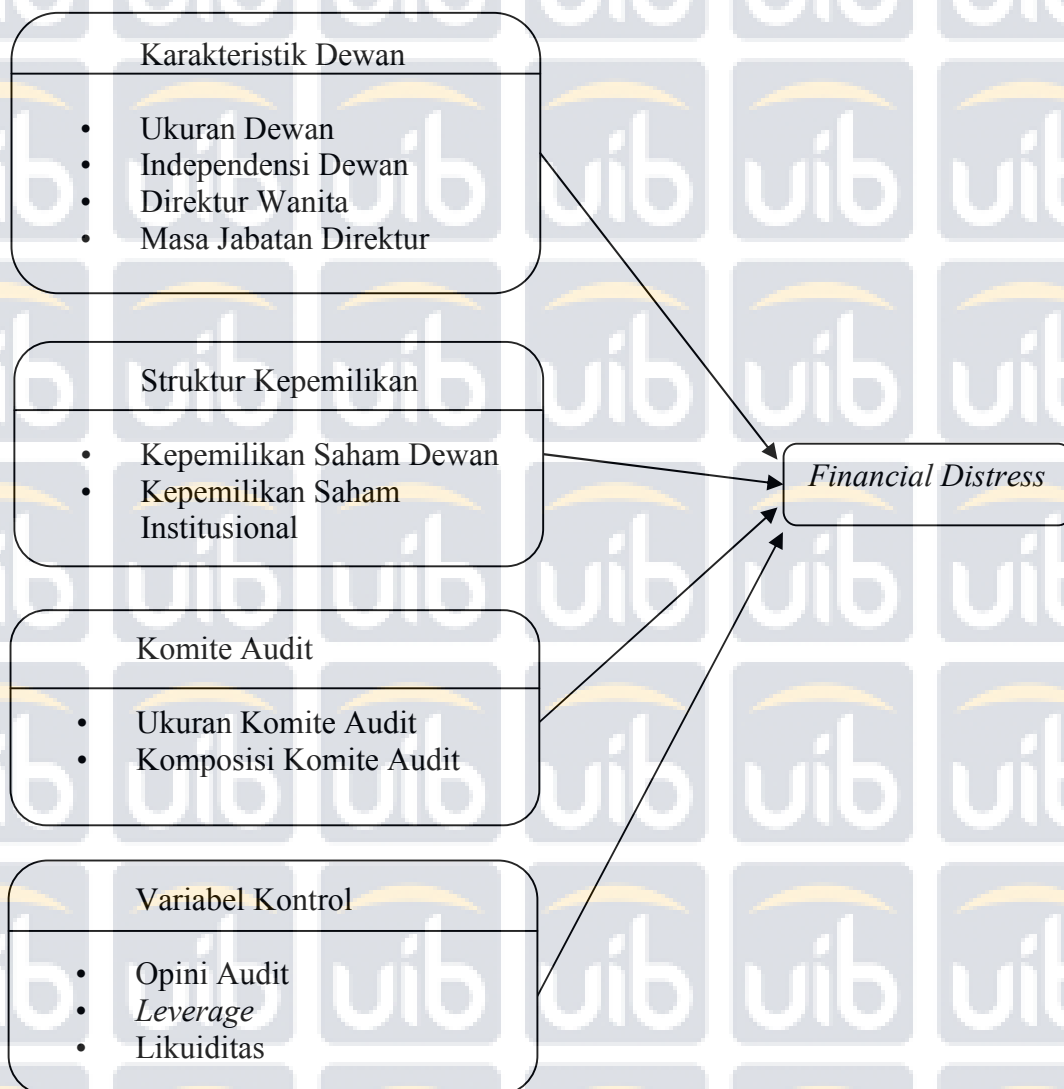 Karakteristik Dewan
• Ukuran Dewan
• Independensi Dewan
• Direktur Wanita
• Masa Jabatan Direktur
Struktur Kepemilikan
• Kepemilikan Saham Dewan
• Kepemilikan Saham
Institusional
Financial Distress
Komite Audit
• Ukuran Komite Audit
• Komposisi Komite Audit
Variabel Kontrol
• Opini Audit
• Leverage
• Likuiditas
uib